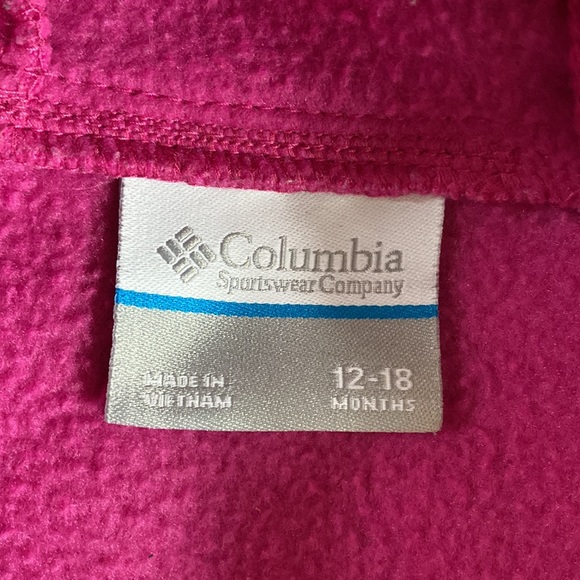 Columbia
Sportswear Company
MADE IN
VIETNAM
12-18
MONTHS